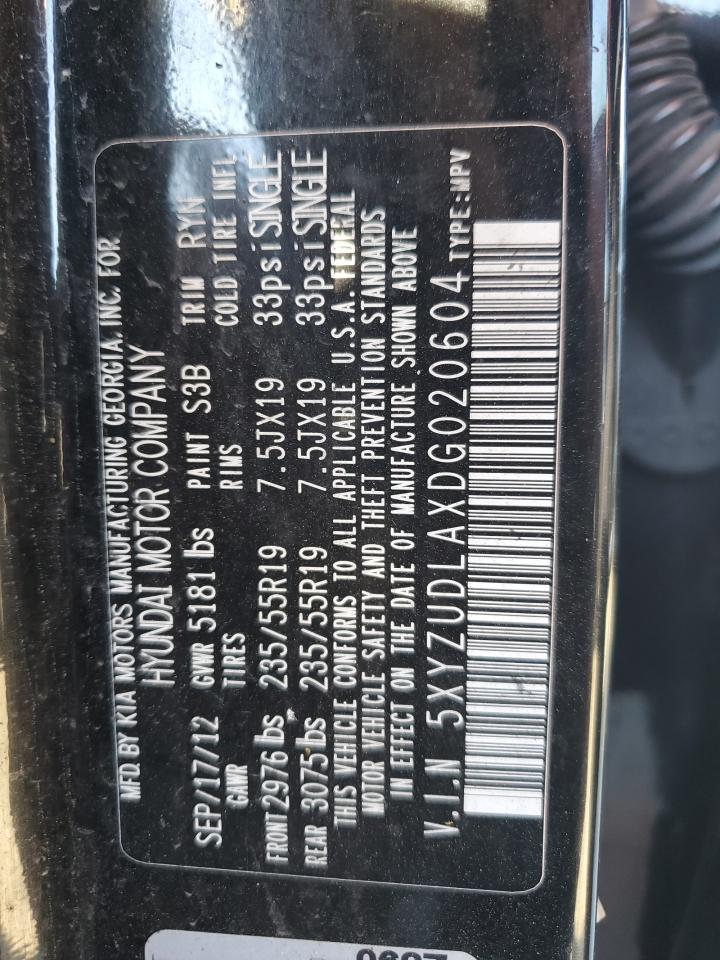 MFD BY KIA MOTORS MANUFACTURING GEORGIA, INC. FOR
HYUNDAI MOTOR COMPANY
SEP/17/12 GVWR 5181 lbs PAINT S3B TRIM RYN
GAWR TIRES RIMS COLD TIRE INFL
FRONT 2976 lbs 235/55R19 7.5JX19 33psi SINGLE
REAR 3075 lbs 235/55R19 7.5JX19 33psi SINGLE
THIS VEHICLE CONFORMS TO ALL APPLICABLE U.S.A. FEDERAL
MOTOR VEHICLE SAFETY AND THEFT PREVENTION STANDARDS
IN EFFECT ON THE DATE OF MANUFACTURE SHOWN ABOVE
V.I.N 5XYZUDLAXDG020604 TYPE:MPV